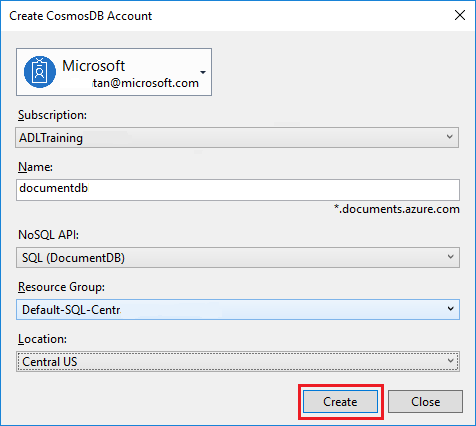 Create CosmosDB Account
Microsoft
tan@microsoft.com
Subscription:
ADLTraining
Name:
documentdb
*.documents.azure.com
NoSQL API:
SQL (DocumentDB)
Resource Group:
Default-SQL-Centr
Location:
Central US
Create
Close